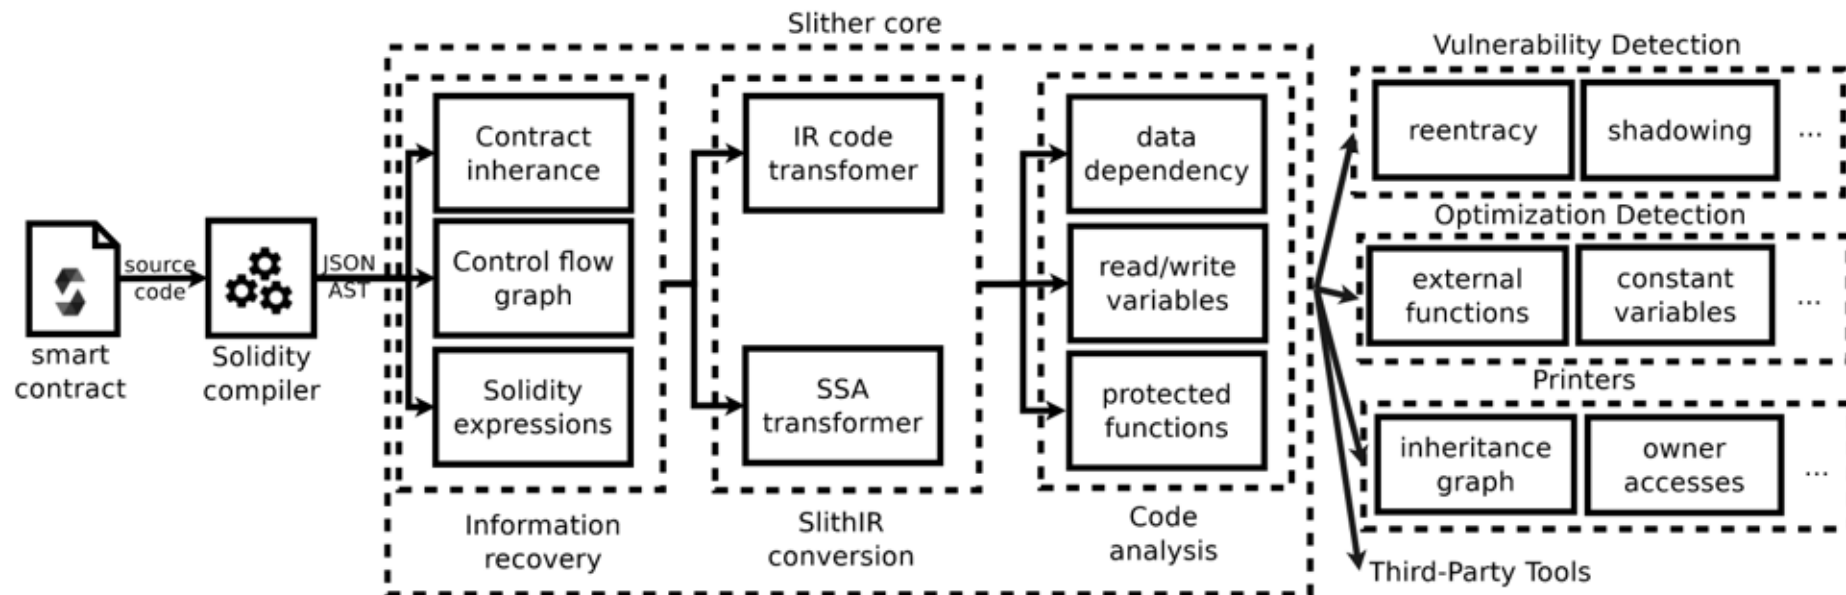 Slither core
smart
contract
source
code
Solidity
compiler
JSON
AST
Contract
inherance
Control flow
graph
Solidity
expressions
Information
recovery
IR code
transfomer
SSA
transformer
SlithIR
conversion
data
dependency
read/write
variables
protected
functions
Code
analysis
Vulnerability Detection
reentracy
shadowing
...
Optimization Detection
external
functions
constant
variables
...
Printers
inheritance
graph
owner
accesses
...
Third-Party Tools